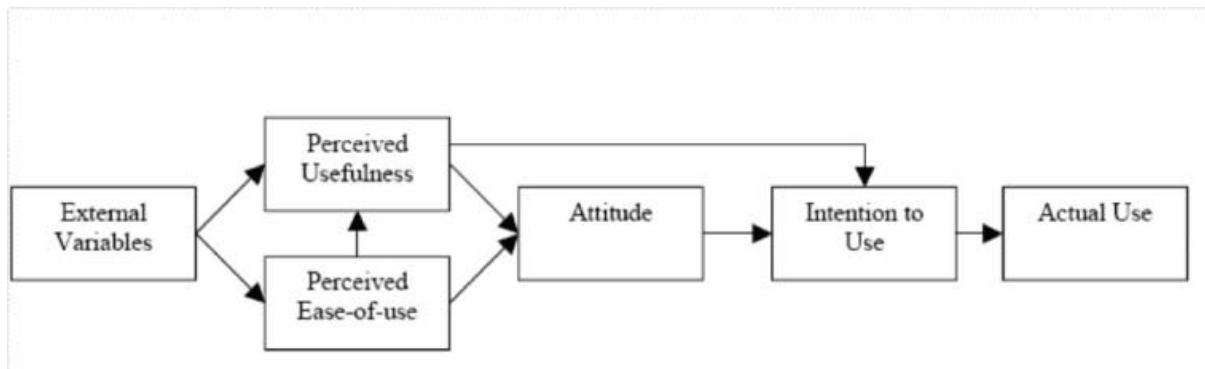 Perceived
Usefulness
External
Variables
Attitude
Intention to
Use
Actual Use
Perceived
Ease-of-use